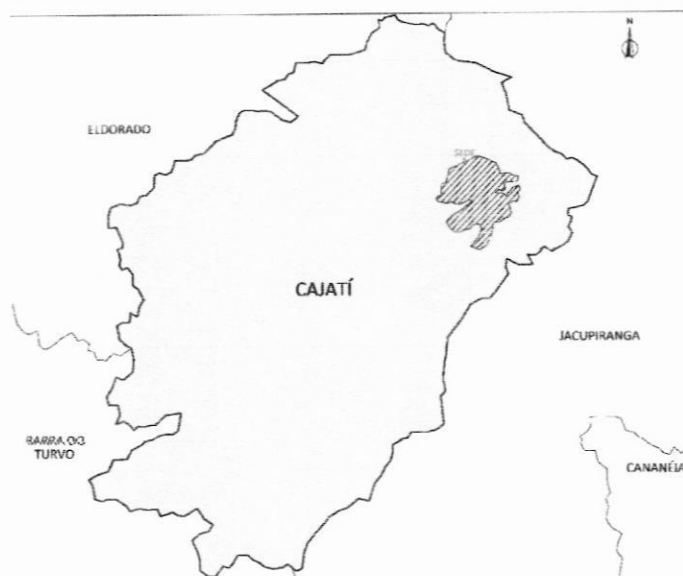 N
ELDORADO
SEDE
CAJATÍ
JACUPIRANGA
BARRA DO
TURVO
CANANÉIA